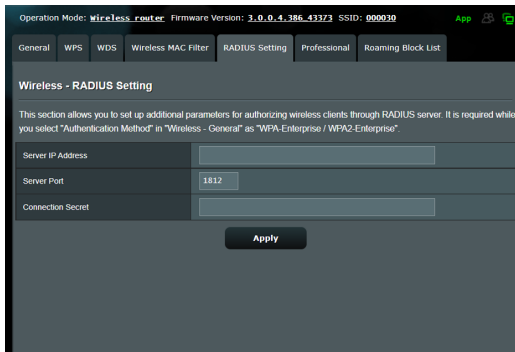 Operation Mode: Wireless router Firmware Version: 3.0.0.4.386_43373 SSID: 000030 App
General WPS WDS Wireless MAC Filter RADIUS Setting Professional Roaming Block List
Wireless - RADIUS Setting
This section allows you to set up additional parameters for authorizing wireless clients through RADIUS server. It is required while
you select "Authentication Method" in "Wireless - General" as "WPA-Enterprise / WPA2-Enterprise".
Server IP Address
Server Port 1812
Connection Secret
Apply